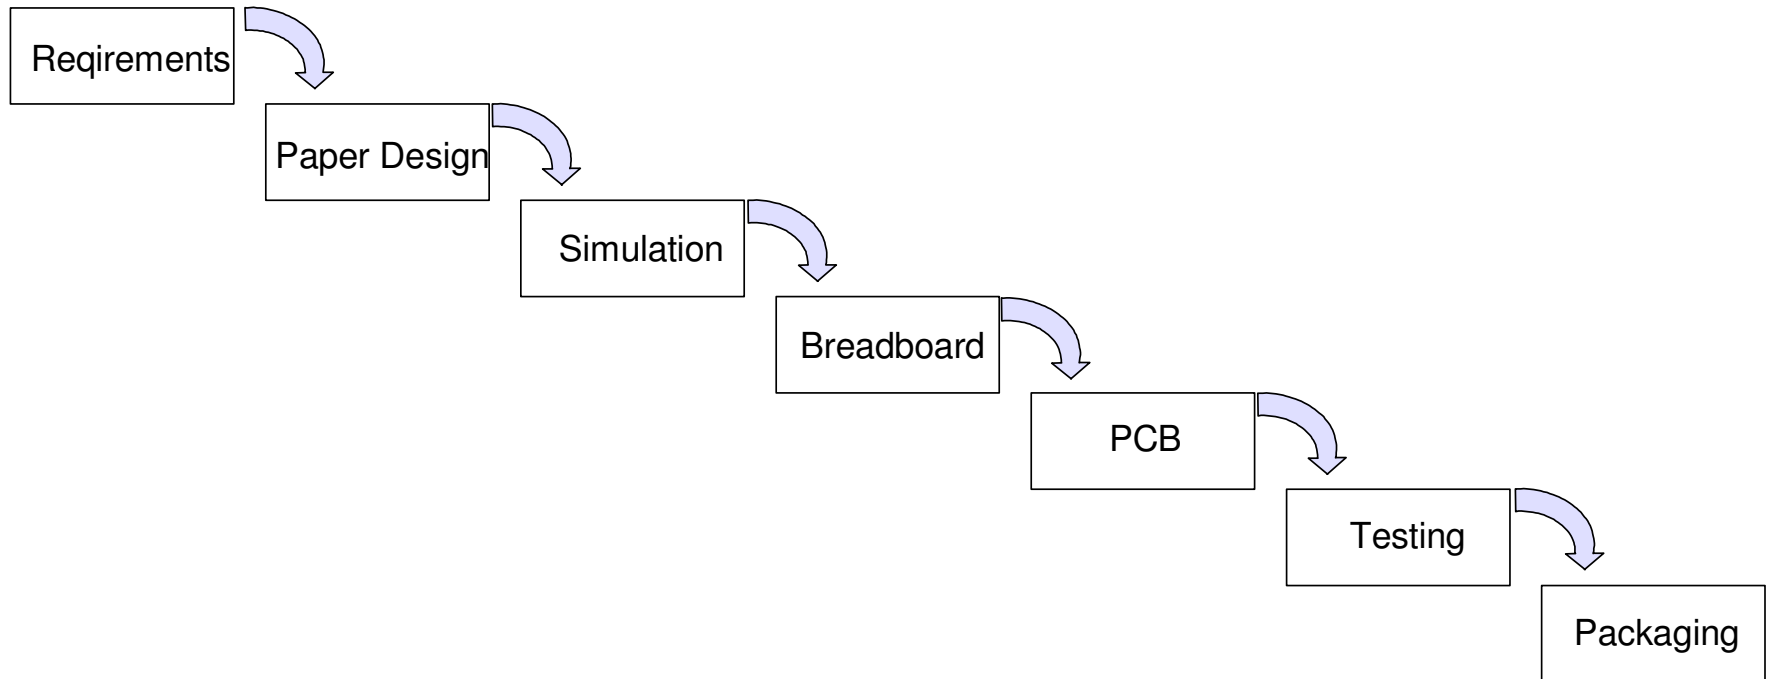 Reqirements
Paper Design
Simulation
Breadboard
PCB
Testing
Packaging